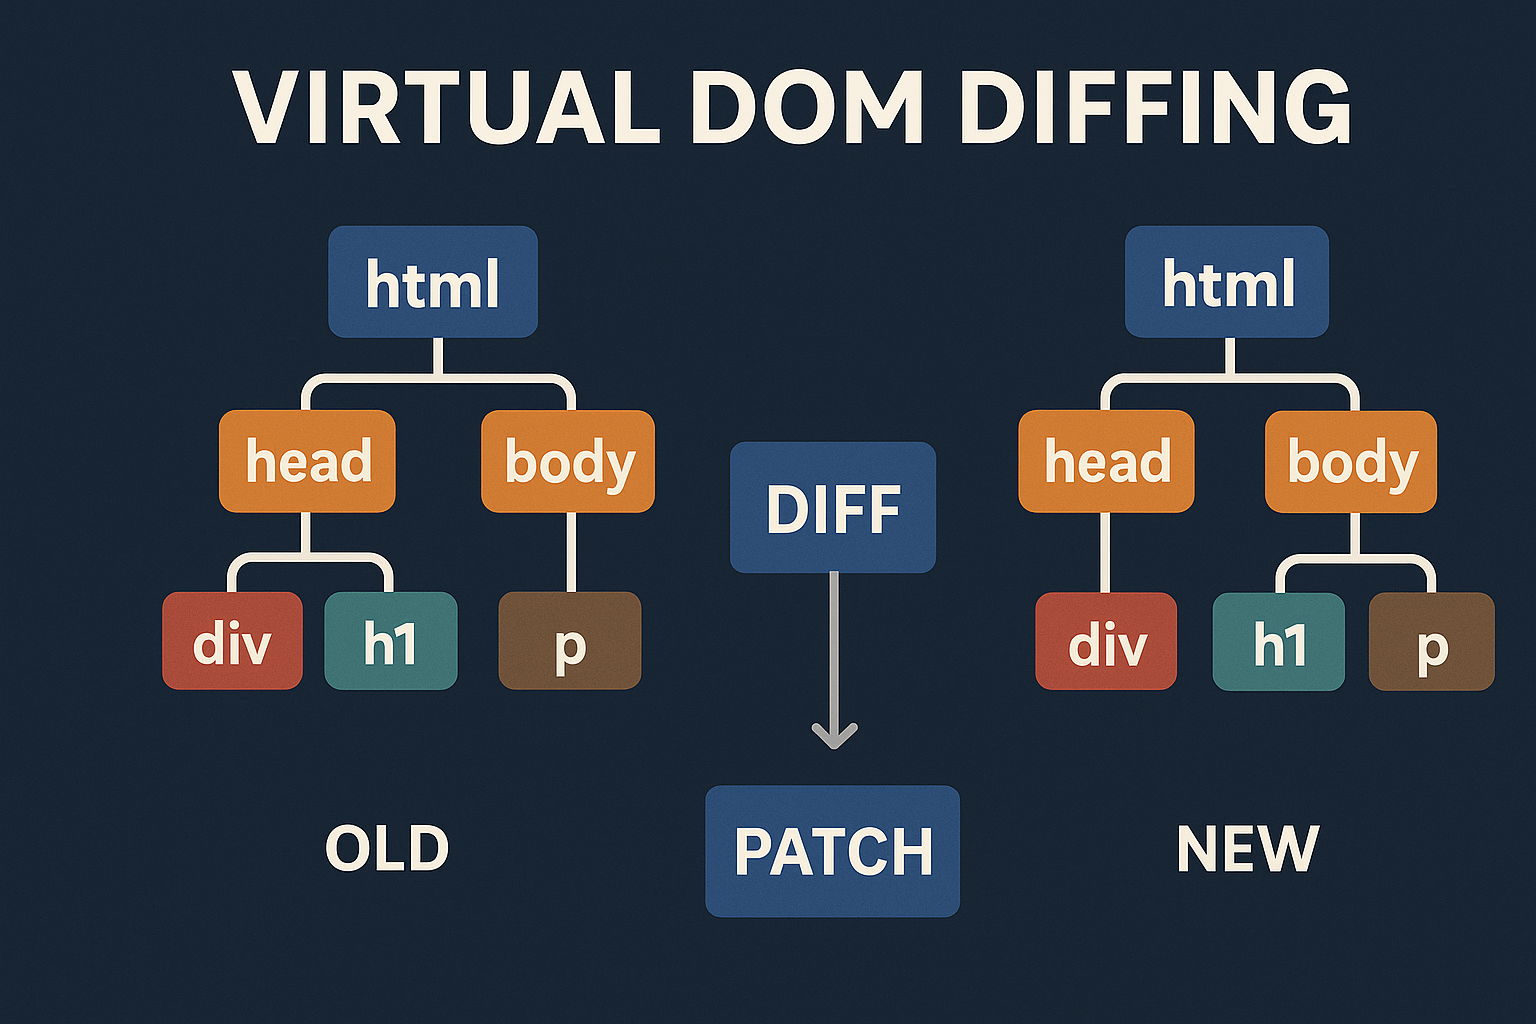 VIRTUAL DOM DIFFING
html
head
body
div
h1
p
OLD
DIFF
PATCH
html
head
body
div
h1
p
NEW